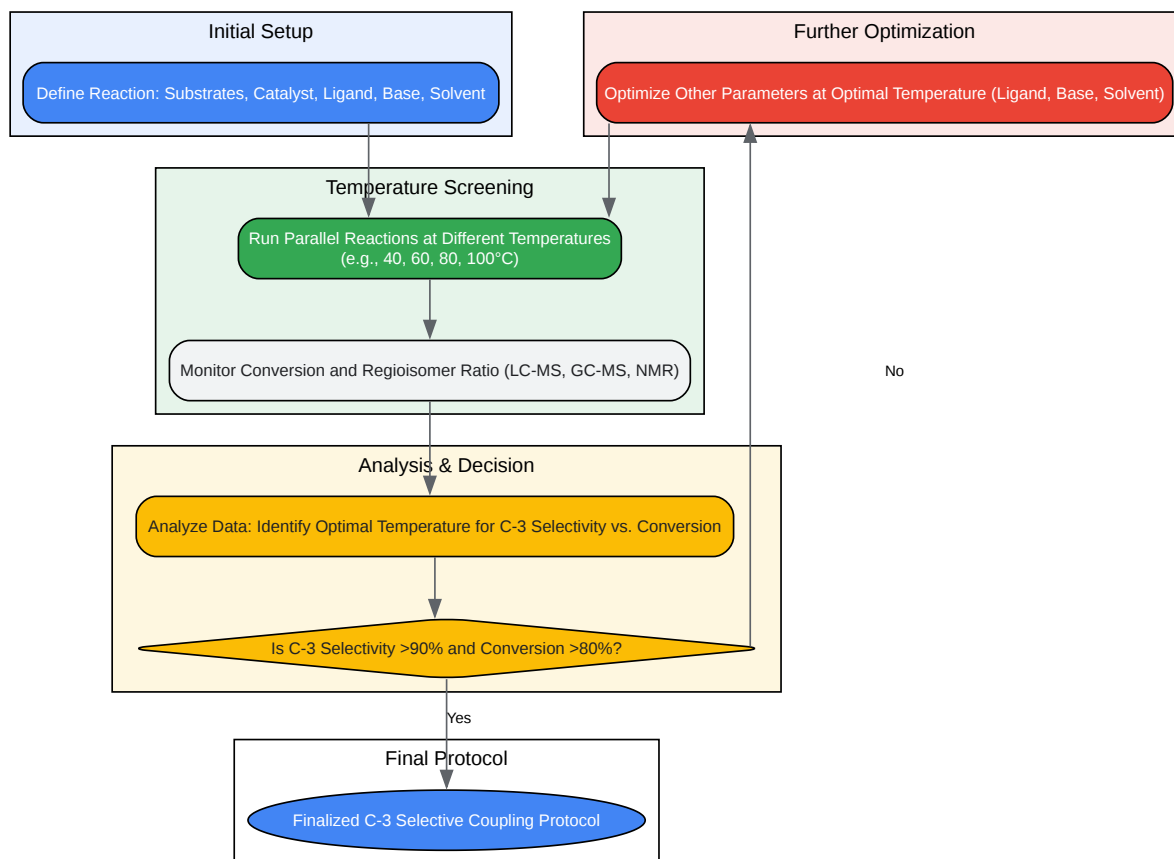 Initial Setup
Define Reaction: Substrates, Catalyst, Ligand, Base, Solvent
Further Optimization
Optimize Other Parameters at Optimal Temperature (Ligand, Base, Solvent)
Temperature Screening
Run Parallel Reactions at Different Temperatures
(e.g., 40, 60, 80, 100°C)
Monitor Conversion and Regioisomer Ratio (LC-MS, GC-MS, NMR)
No
Analysis & Decision
Analyze Data: Identify Optimal Temperature for C-3 Selectivity vs. Conversion
Is C-3 Selectivity >90% and Conversion >80%?
Yes
Final Protocol
Finalized C-3 Selective Coupling Protocol